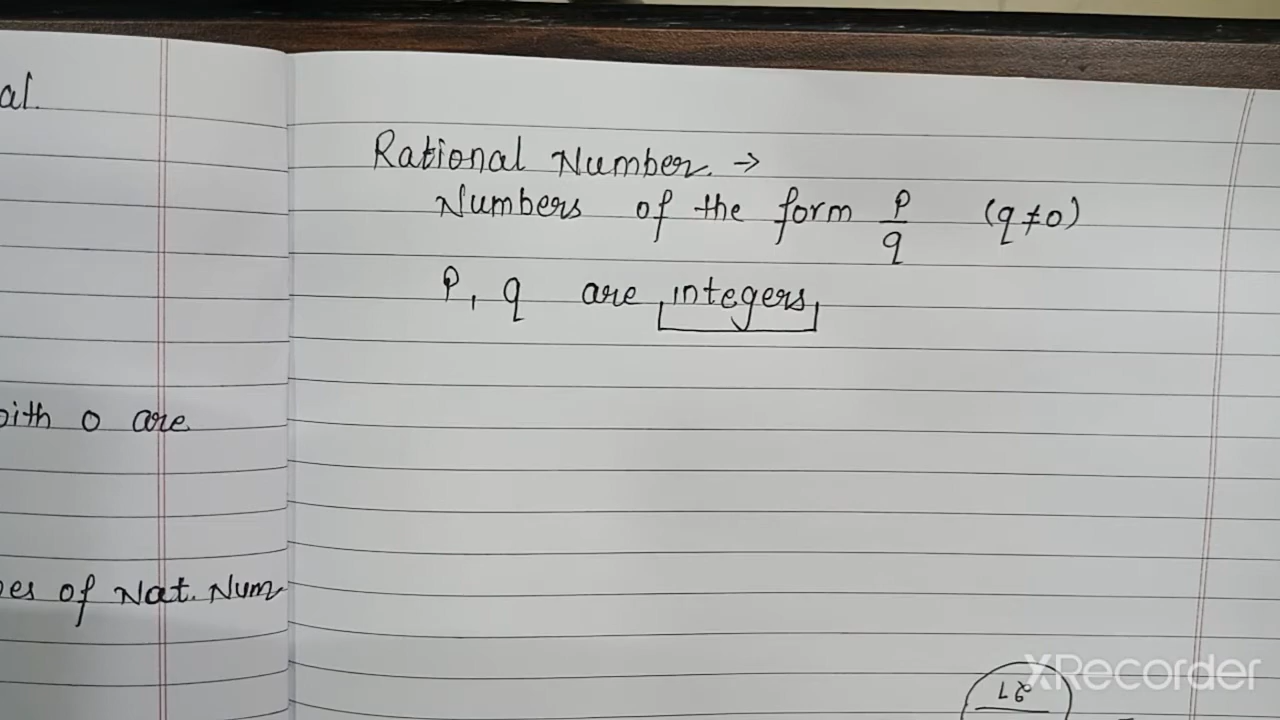 al.
with 0 are
es of Nat. Num
Rational Number. →
Numbers of the form P/q (q≠0)
P, q are integers
XRecorder